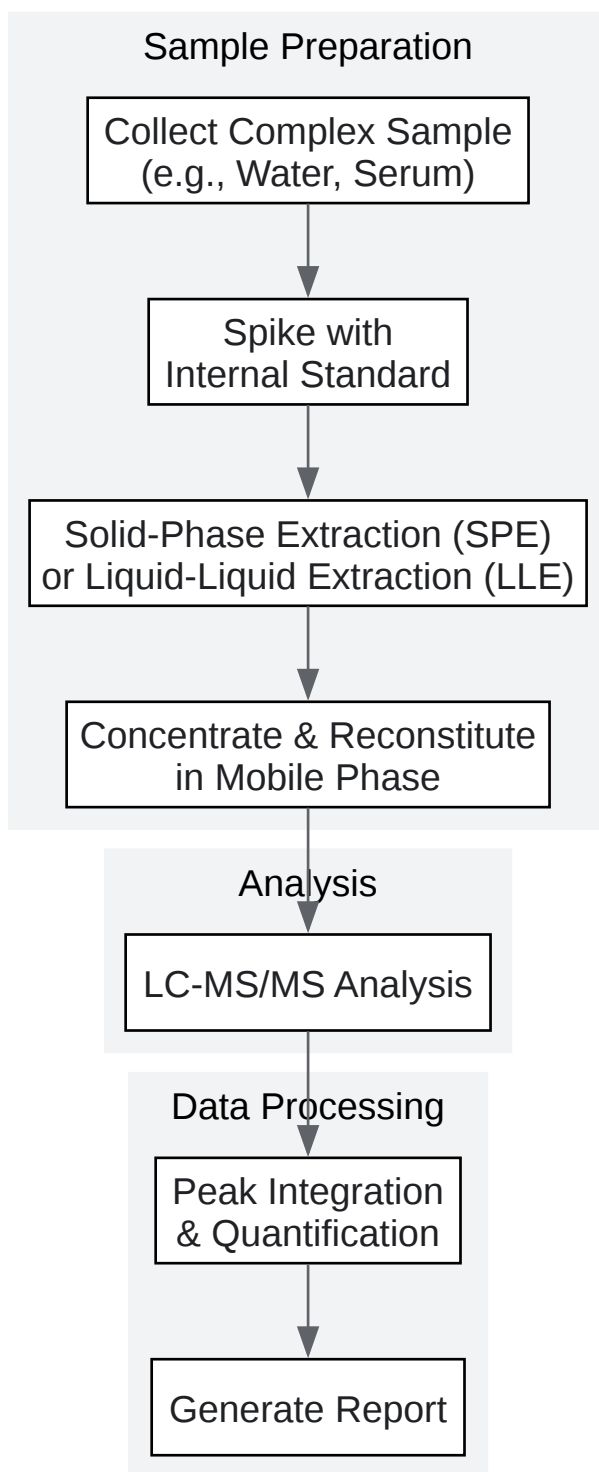 Sample Preparation
Collect Complex Sample
(e.g., Water, Serum)
Spike with
Internal Standard
Solid-Phase Extraction (SPE)
or Liquid-Liquid Extraction (LLE)
Concentrate & Reconstitute
in Mobile Phase
Analysis
LC-MS/MS Analysis
Data Processing
Peak Integration
& Quantification
Generate Report